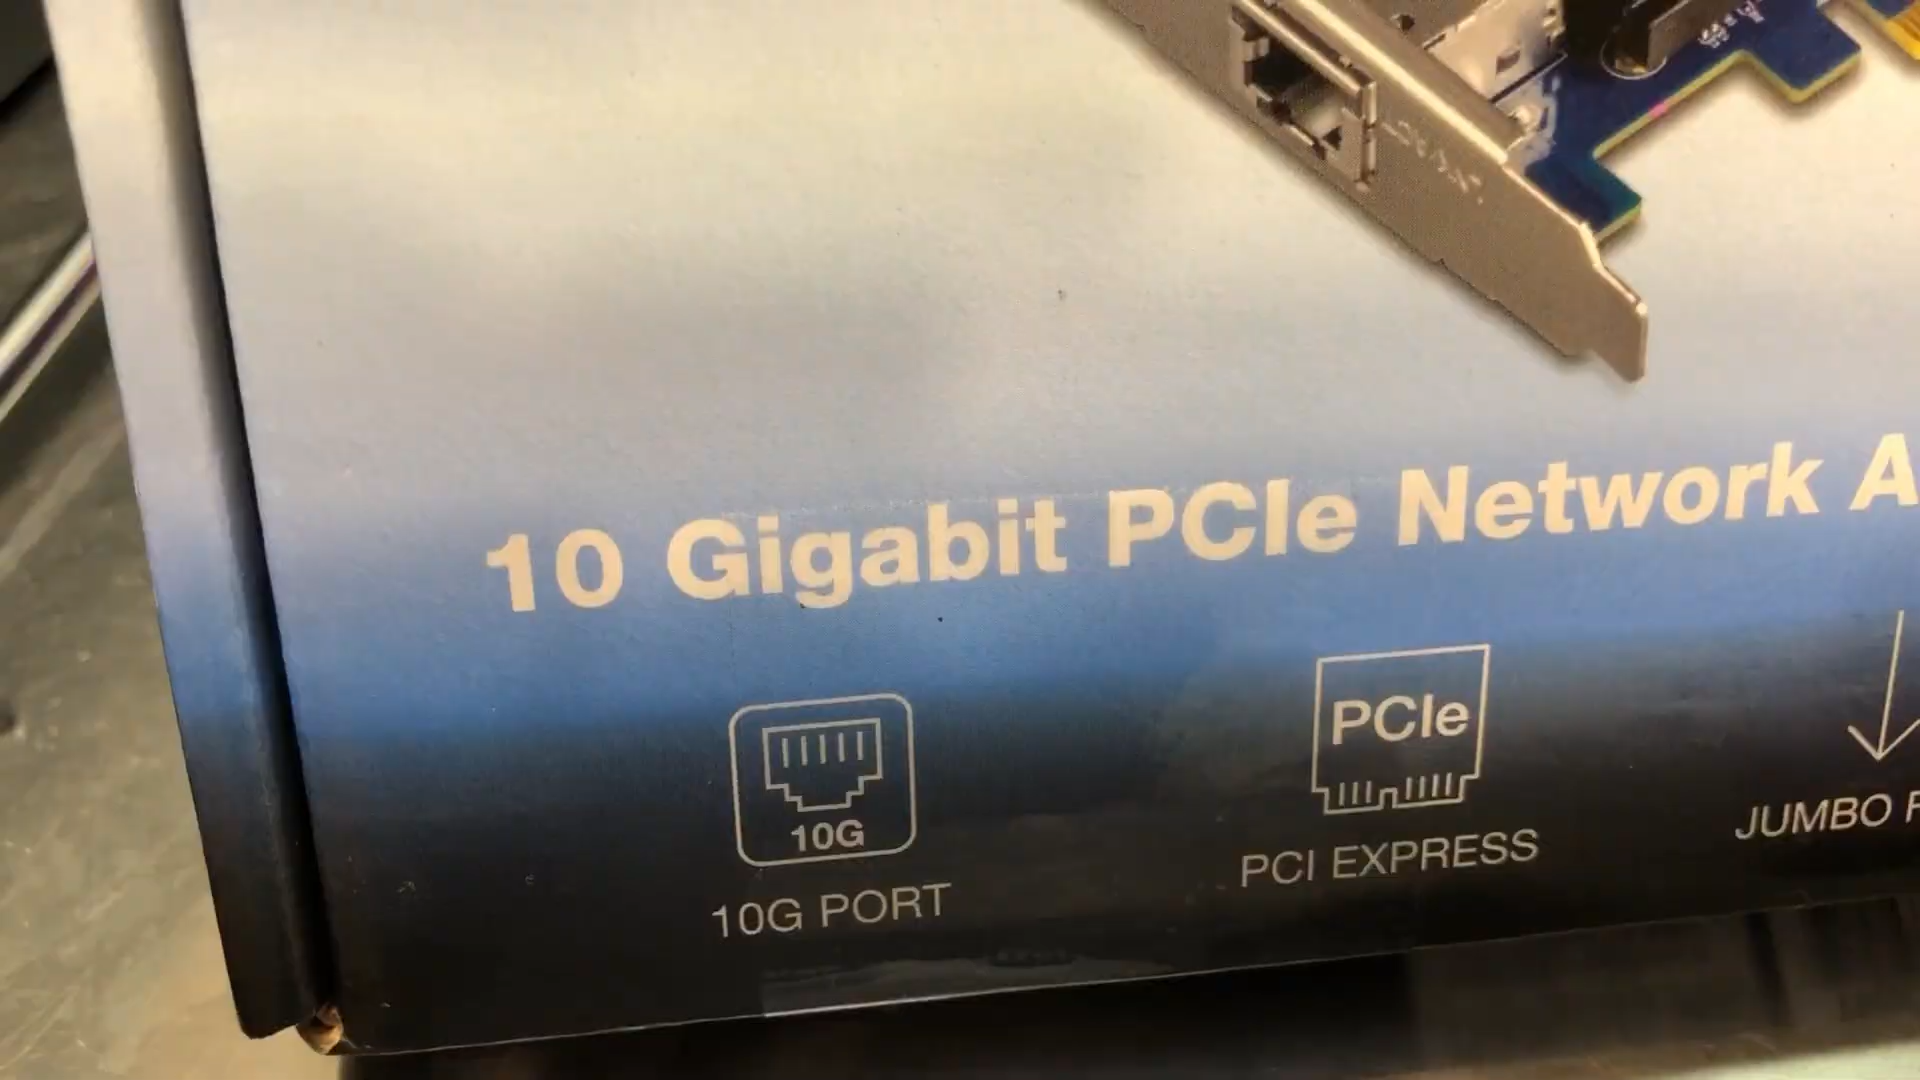 10 Gigabit PCIe Network A
PCIe
10G
10G PORT
PCI EXPRESS
JUMBO F